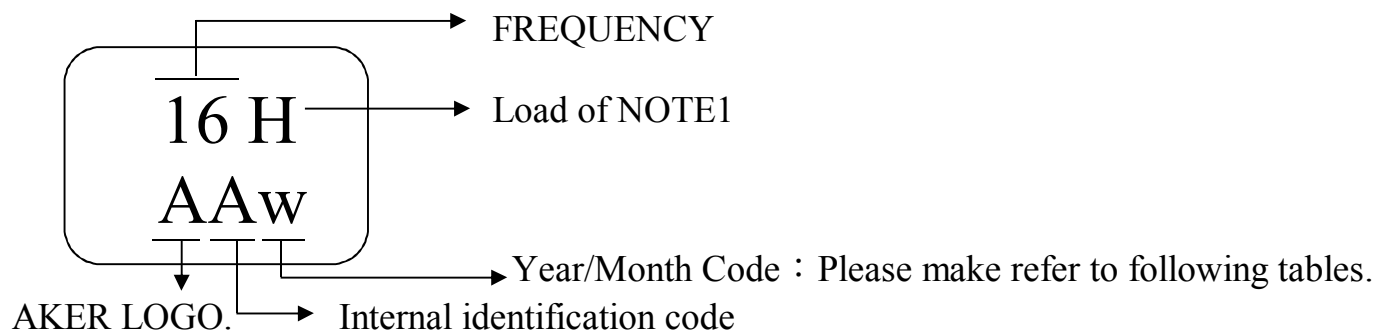 FREQUENCY
16 H
Load of NOTE1
AAw
Year/Month Code：Please make refer to following tables.
AKER LOGO.
Internal identification code